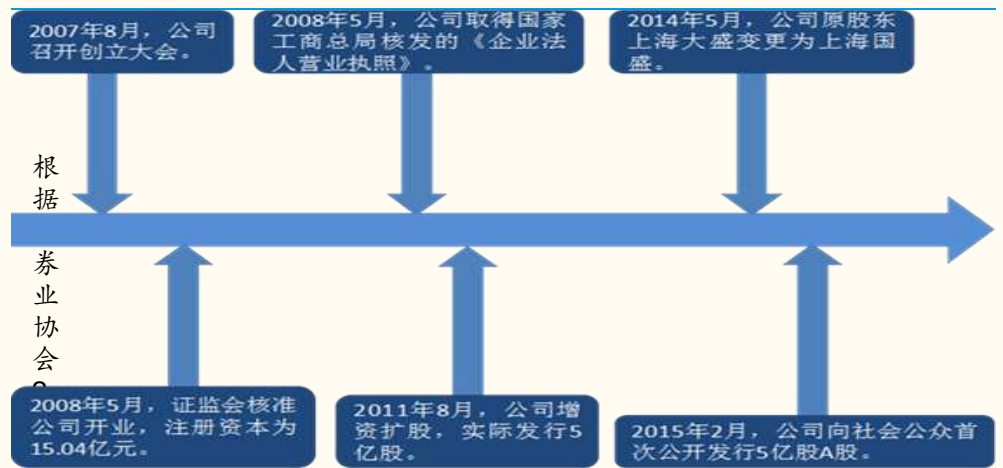 2007年8月，公司
召开创立大会。
2008年5月，公司取得国家
工商总局核发的《企业法
人营业执照》。
2014年5月，公司原股东
上海大盛变更为上海国
盛。
根
据
券
业
协
会
2008年5月，证监会核准
公司开业，注册资本为
15.04亿元。
2011年8月，公司增
资扩股，实际发行5
亿股。
2015年2月，公司向社会公众首
次公开发行5亿股A股。